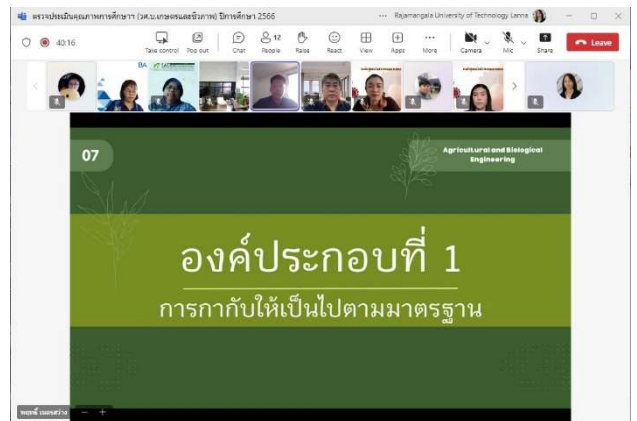 ตรวจประเมินคุณภาพการศึกษาฯ (วศ.บ.เกษตรและชีวภาพ) ปีการศึกษา 2566
Rajamangala University of Technology Lanna
40:16
Take control
Pop out
Chat
12
People
Raise
React
View
Apps
More
Camera
Mic
Share
Leave
BA
07
Agricultural and Biological
Engineering
องค์ประกอบที่ 1
การกากับให้เป็นไปตามมาตรฐาน